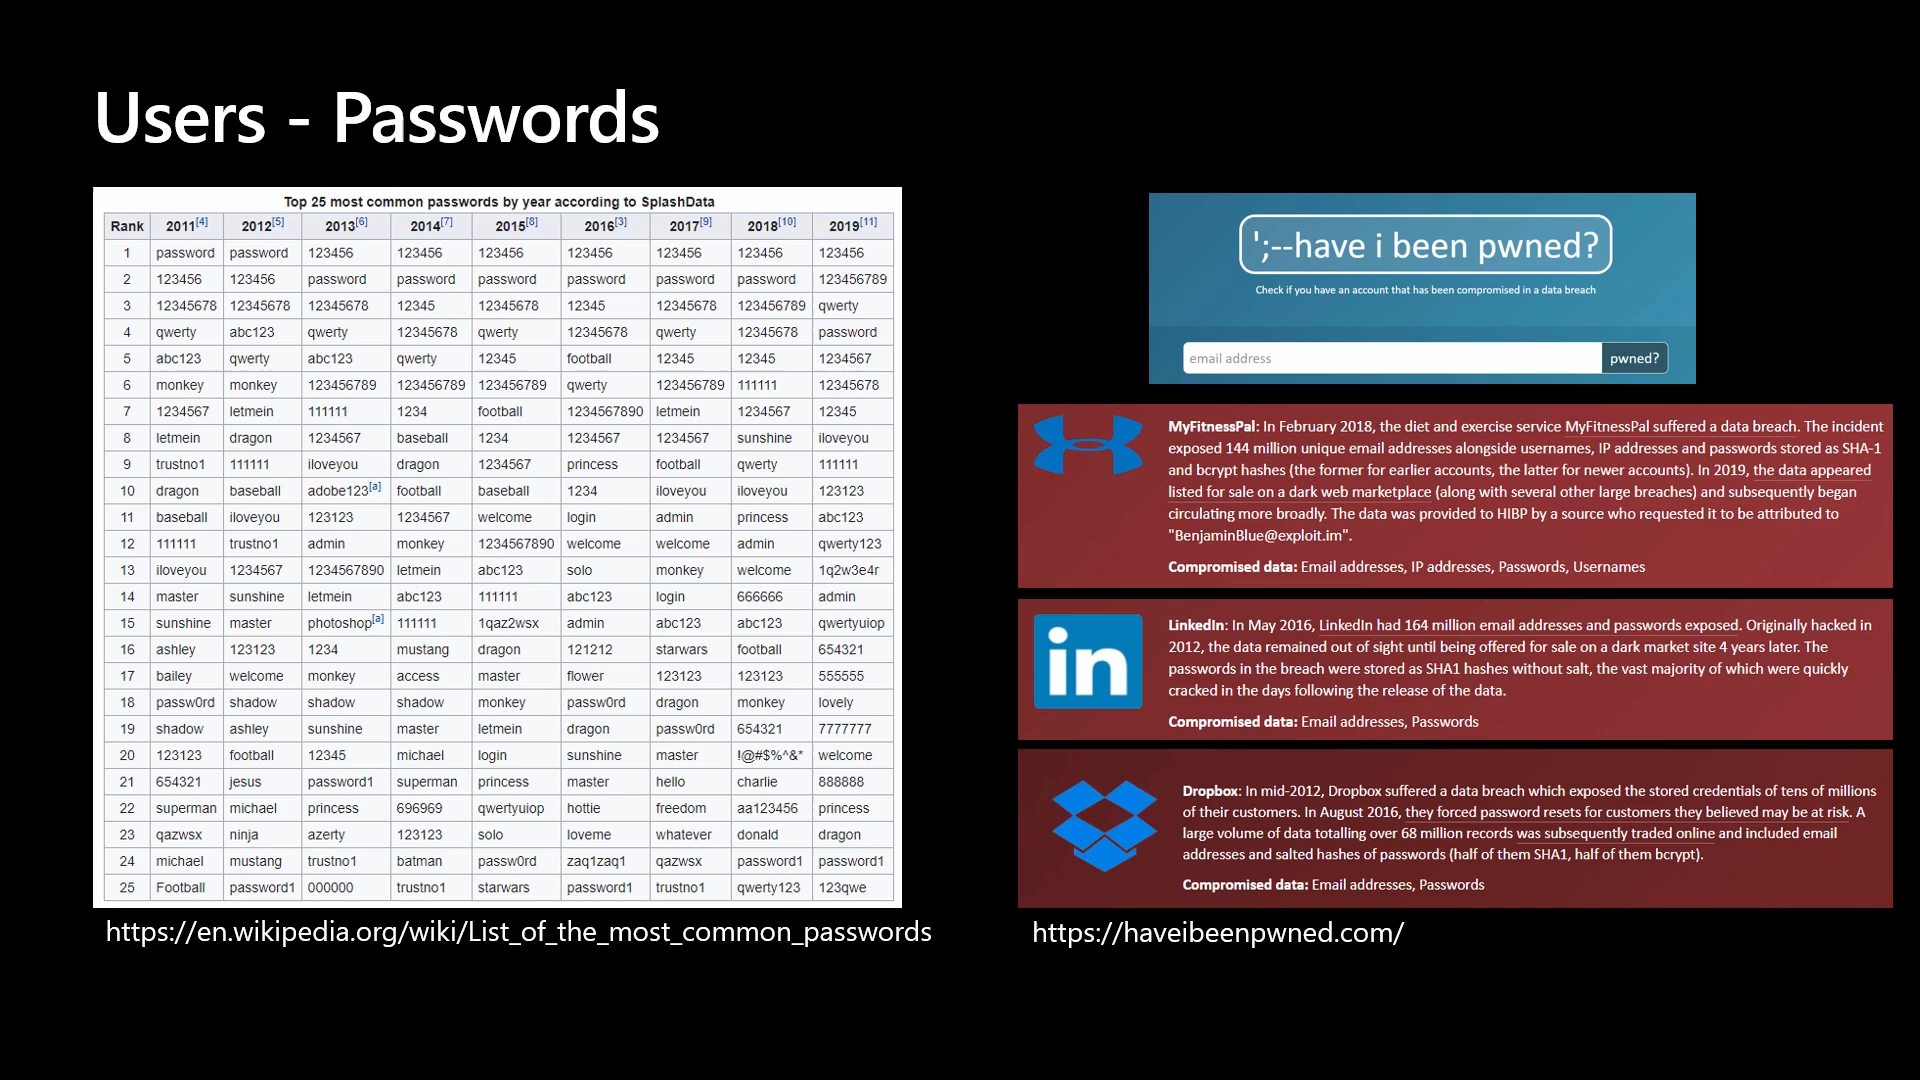 Users - Passwords
Top 25 most common passwords by year according to SplashData
Rank 2011[4] 2012[5] 2013[6] 2014[7] 2015[8] 2016[3] 2017[9] 2018[10] 2019[11]
1 password password 123456 123456 123456 123456 123456 123456 123456
2 123456 123456 password password password password password password 123456789
3 12345678 12345678 12345678 12345 12345678 12345 12345678 123456789 qwerty
4 qwerty abc123 qwerty 12345678 qwerty 12345678 qwerty 12345678 password
5 abc123 qwerty abc123 qwerty 12345 football 12345 12345 1234567
6 monkey monkey 123456789 123456789 123456789 qwerty 123456789 111111 12345678
7 1234567 letmein 111111 1234 football 1234567890 letmein 1234567 12345
8 letmein dragon 1234567 baseball 1234 1234567 1234567 sunshine iloveyou
9 trustno1 111111 iloveyou dragon 1234567 princess football qwerty 111111
10 dragon baseball adobe123[a] football baseball 1234 iloveyou iloveyou 123123
11 baseball iloveyou 123123 1234567 welcome login admin princess abc123
12 111111 trustno1 admin monkey 1234567890 welcome welcome admin qwerty123
13 iloveyou 1234567 1234567890 letmein abc123 solo monkey welcome 1q2w3e4r
14 master sunshine letmein abc123 111111 abc123 login 666666 admin
15 sunshine master photoshop[a] 111111 1qaz2wsx admin abc123 abc123 qwertyuiop
16 ashley 123123 1234 mustang dragon 121212 starwars football 654321
17 bailey welcome monkey access master flower 123123 123123 555555
18 passw0rd shadow shadow shadow monkey passw0rd dragon monkey lovely
19 shadow ashley sunshine master letmein dragon passw0rd 654321 7777777
20 123123 football 12345 michael login sunshine master !@#$%^&* welcome
21 654321 jesus password1 superman princess master hello charlie 888888
22 superman michael princess 696969 qwertyuiop hottie freedom aa123456 princess
23 qazwsx ninja azerty 123123 solo loveme whatever donald dragon
24 michael mustang trustno1 batman passw0rd zaq1zaq1 qazwsx password1 password1
25 Football password1 000000 trustno1 starwars password1 trustno1 qwerty123 123qwe
https://en.wikipedia.org/wiki/List_of_the_most_common_passwords
';--have i been pwned?
Check if you have an account that has been compromised in a data breach
email address pwned?
MyFitnessPal: In February 2018, the diet and exercise service MyFitnessPal suffered a data breach. The incident
exposed 144 million unique email addresses alongside usernames, IP addresses and passwords stored as SHA-1
and bcrypt hashes (the former for earlier accounts, the latter for newer accounts). In 2019, the data appeared
listed for sale on a dark web marketplace (along with several other large breaches) and subsequently began
circulating more broadly. The data was provided to HIBP by a source who requested it to be attributed to
"BenjaminBlue@exploit.im".
Compromised data: Email addresses, IP addresses, Passwords, Usernames
in
LinkedIn: In May 2016, LinkedIn had 164 million email addresses and passwords exposed. Originally hacked in
2012, the data remained out of sight until being offered for sale on a dark market site 4 years later. The
passwords in the breach were stored as SHA1 hashes without salt, the vast majority of which were quickly
cracked in the days following the release of the data.
Compromised data: Email addresses, Passwords
Dropbox: In mid-2012, Dropbox suffered a data breach which exposed the stored credentials of tens of millions
of their customers. In August 2016, they forced password resets for customers they believed may be at risk. A
large volume of data totalling over 68 million records was subsequently traded online and included email
addresses and salted hashes of passwords (half of them SHA1, half of them bcrypt).
Compromised data: Email addresses, Passwords
https://haveibeenpwned.com/